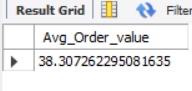 Result Grid Filter
Avg_Order_value
38.307262295081635